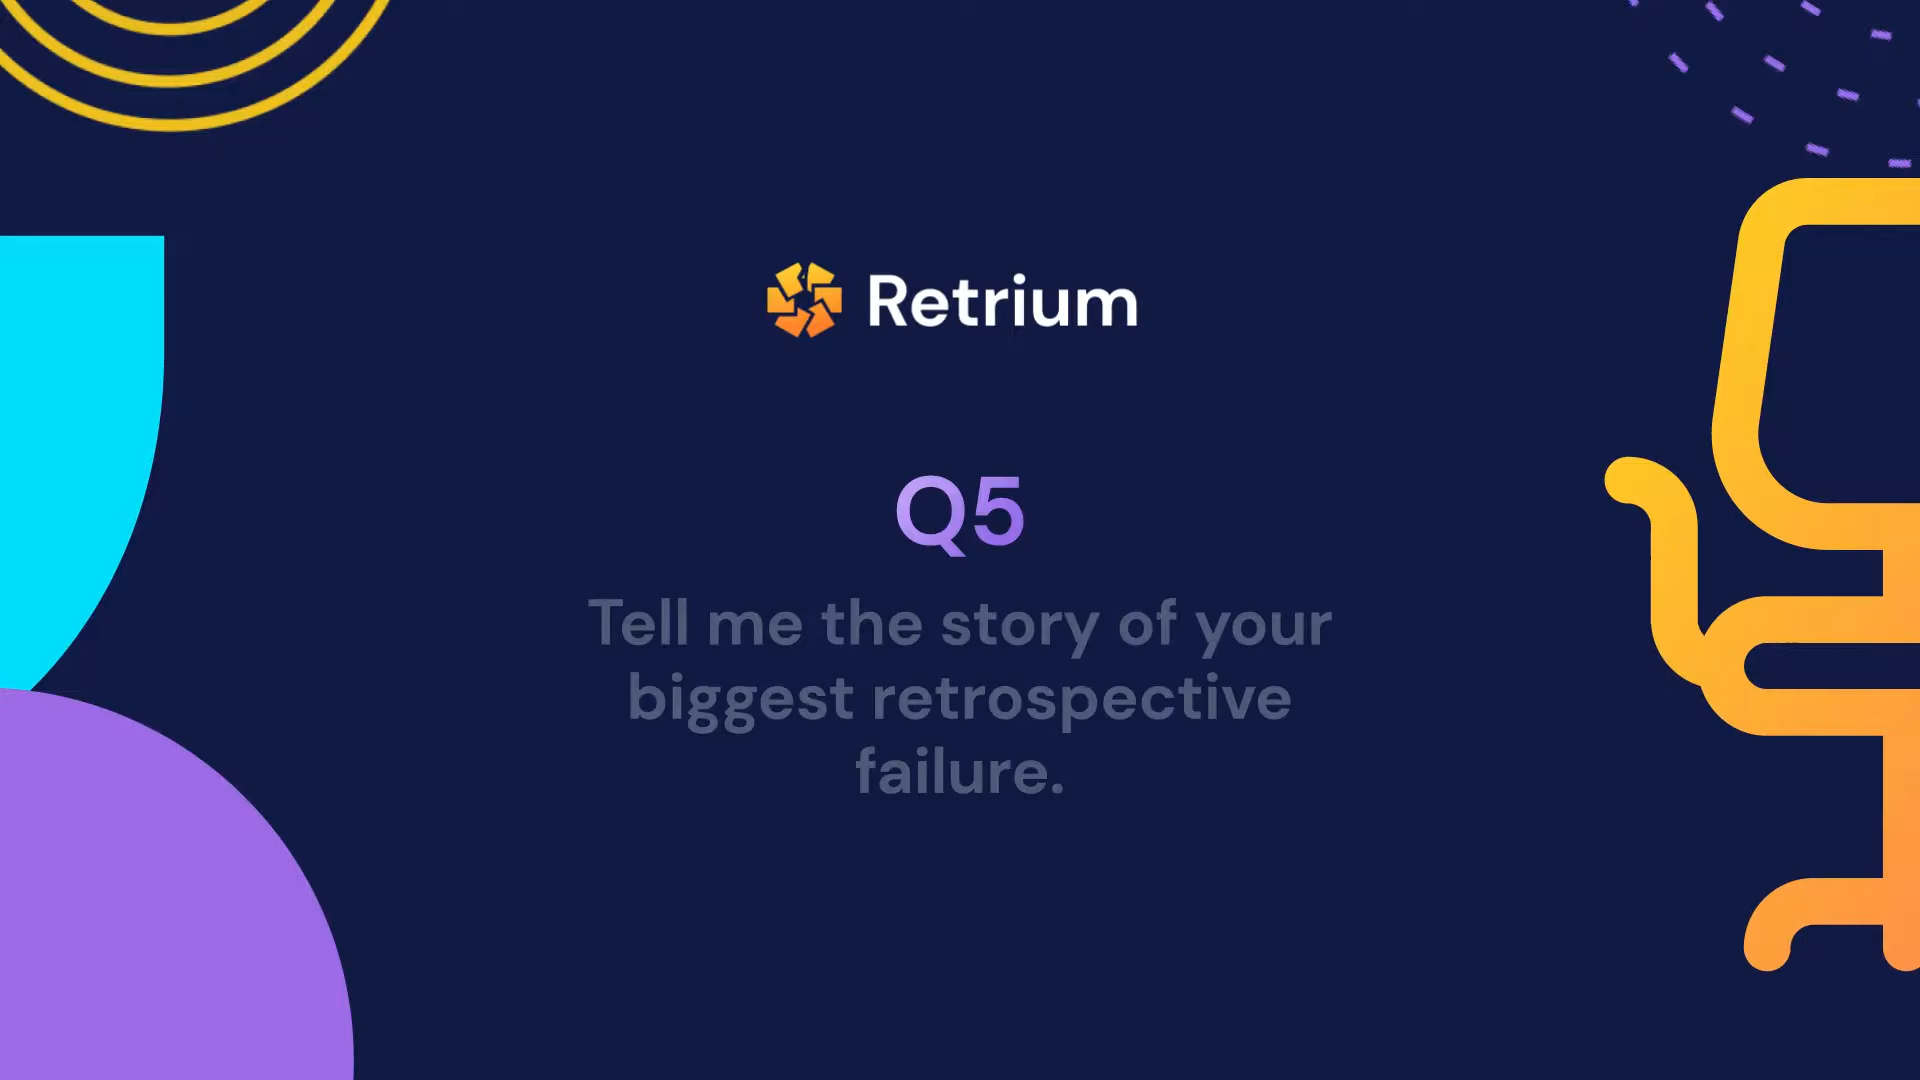 Retrium
Q5
Tell me the story of your
biggest retrospective
failure.